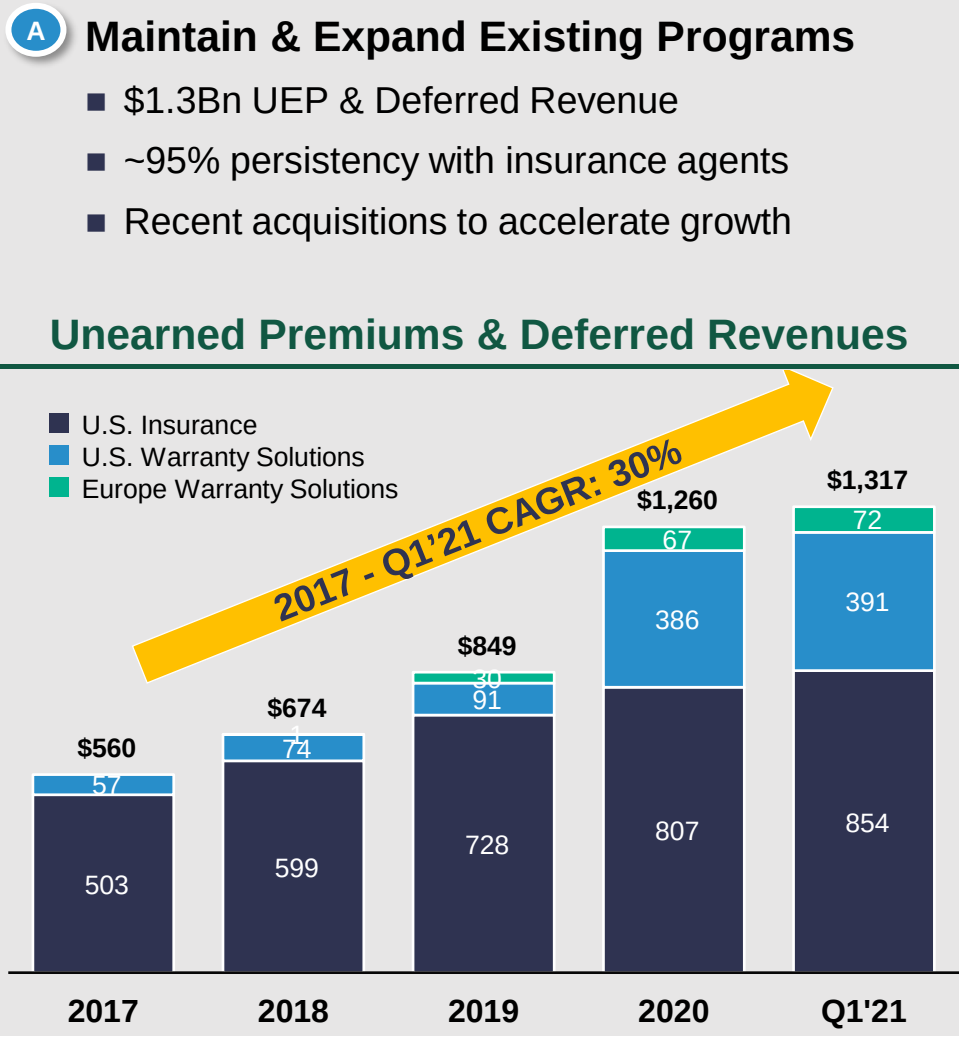 A
Maintain & Expand Existing Programs
$1.3Bn UEP & Deferred Revenue
~95% persistency with insurance agents
Recent acquisitions to accelerate growth
Unearned Premiums & Deferred Revenues
U.S. Insurance
U.S. Warranty Solutions
Europe Warranty Solutions
2017 - Q1’21 CAGR: 30%
$560
57
503
$674
1
74
599
$849
30
91
728
$1,260
67
386
807
$1,317
72
391
854
2017
2018
2019
2020
Q1'21